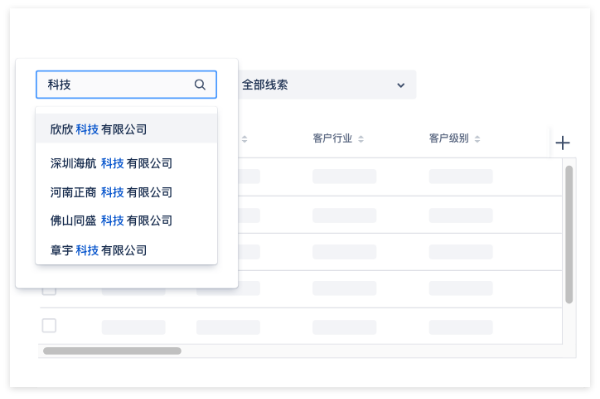 科技
全部线索
欣欣 科技 有限公司
深圳海航 科技 有限公司
河南正商 科技 有限公司
佛山同盛 科技 有限公司
章宇 科技 有限公司
客户行业
客户级别